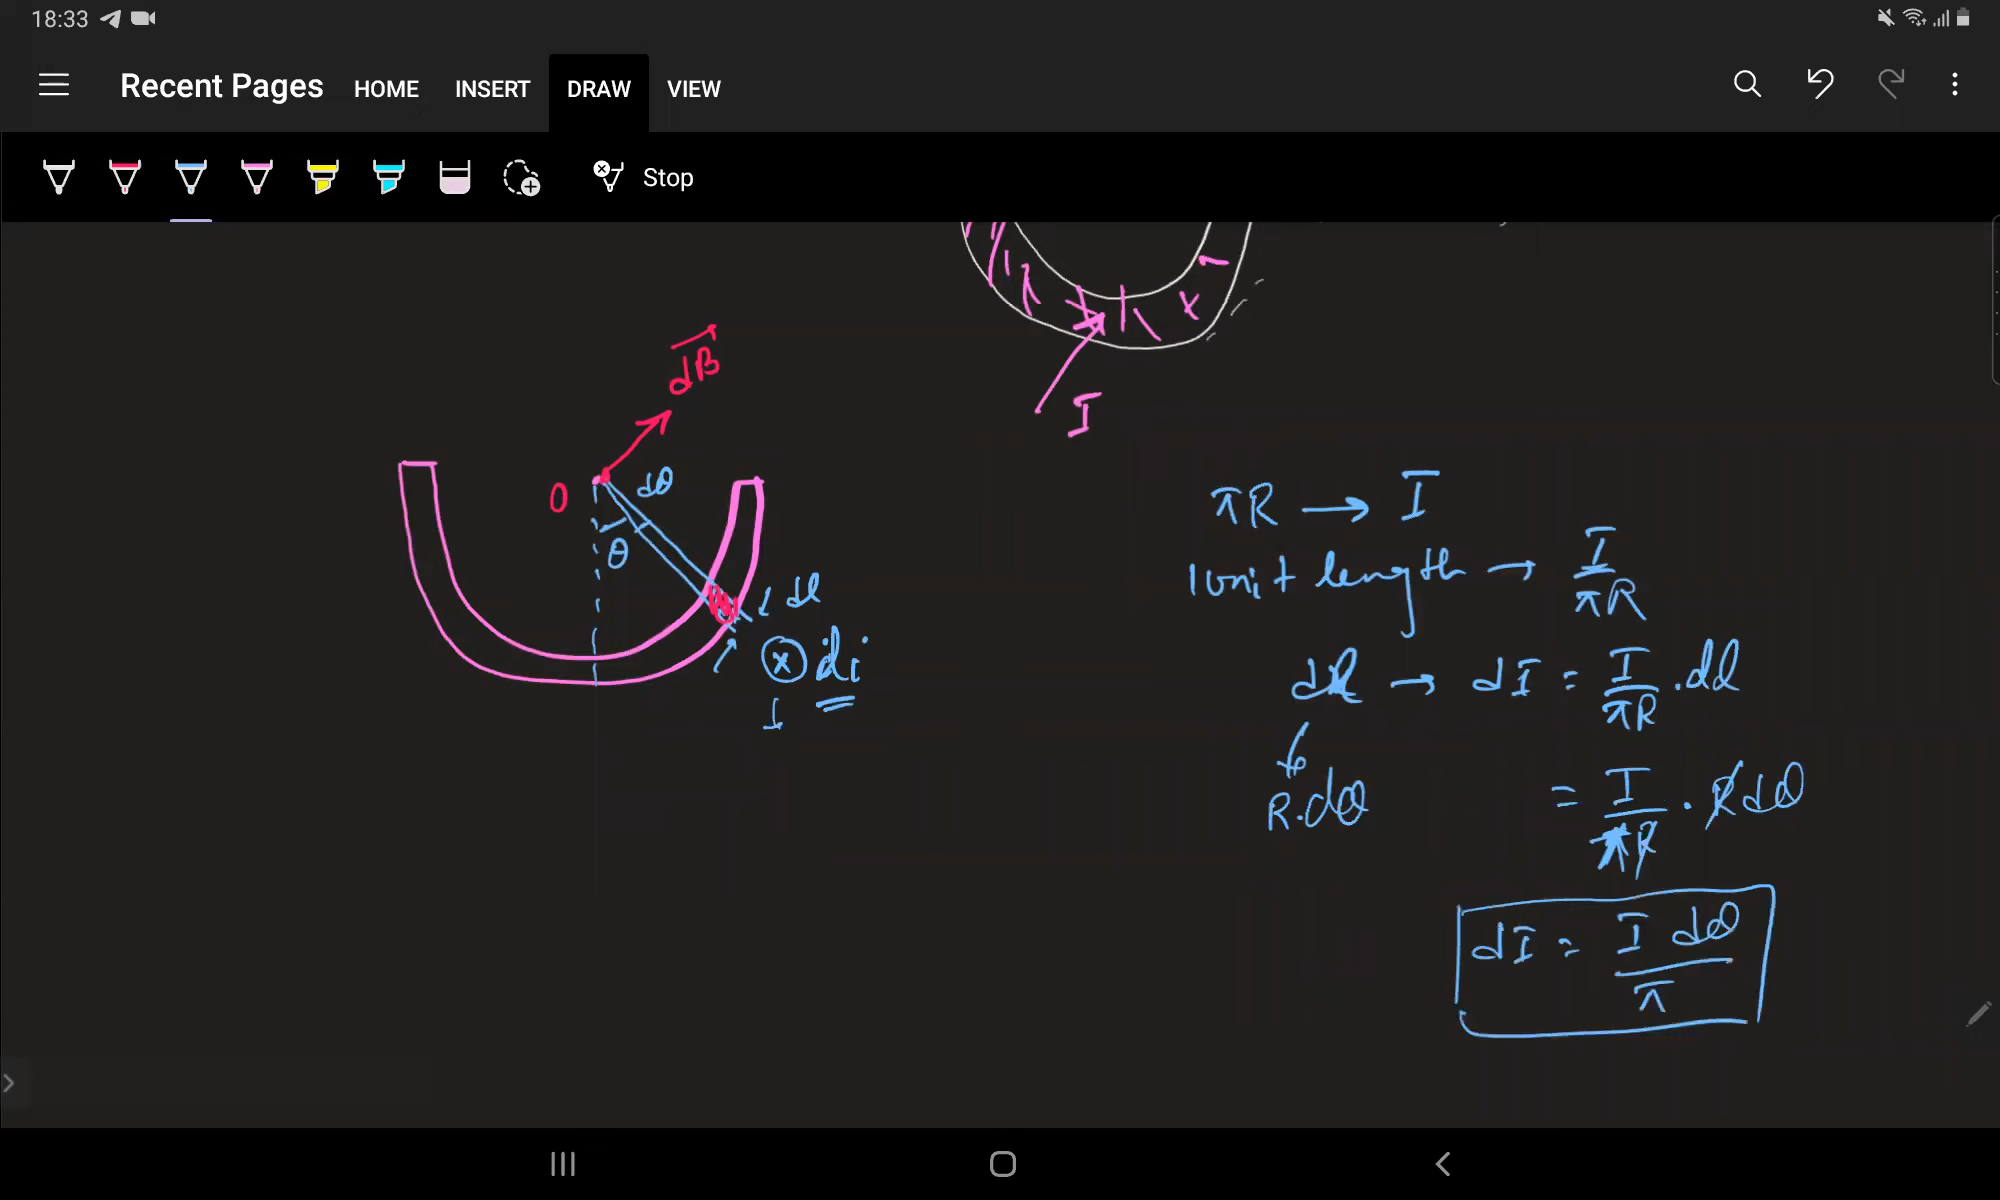 18:33
Recent Pages HOME INSERT DRAW VIEW
Stop
dB
I
O
dθ
θ
dl
di
I
πR → I
1 unit length → I/πR
dl → dI = I/πR . dl
R.dθ
= I/πR . Rdθ
dI = I dθ/π